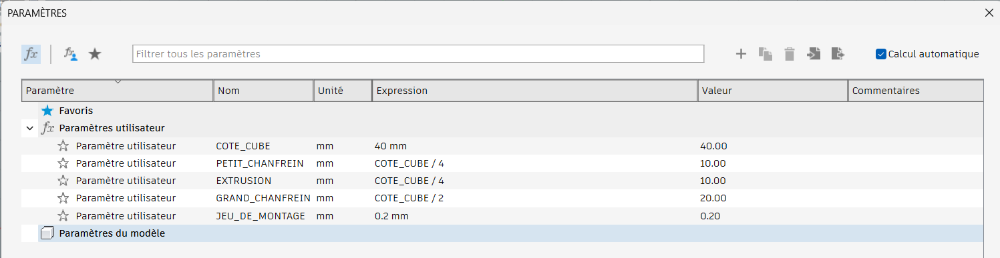 PARAMÈTRES
fx fx Filtrer tous les paramètres Calcul automatique
Paramètre Nom Unité Expression Valeur Commentaires
Favoris
fx Paramètres utilisateur
Paramètre utilisateur COTE_CUBE mm 40 mm 40.00
Paramètre utilisateur PETIT_CHANFREIN mm COTE_CUBE / 4 10.00
Paramètre utilisateur EXTRUSION mm COTE_CUBE / 4 10.00
Paramètre utilisateur GRAND_CHANFREIN mm COTE_CUBE / 2 20.00
Paramètre utilisateur JEU_DE_MONTAGE mm 0.2 mm 0.20
Paramètres du modèle